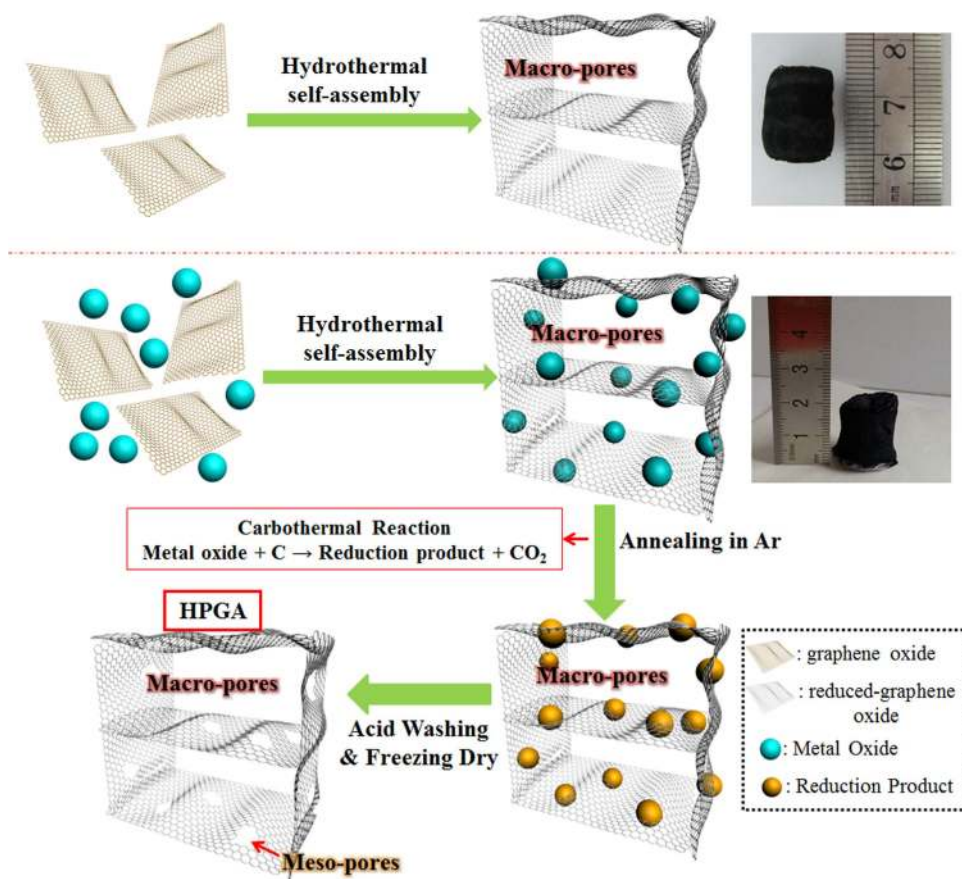 Hydrothermal
self-assembly
Macro-pores
8
7
6
mm
Hydrothermal
self-assembly
Macro-pores
4
3
2
1
Carbothermal Reaction
Metal oxide + C → Reduction product + CO₂
Annealing in Ar
HPGA
Macro-pores
Macro-pores
Acid Washing
& Freezing Dry
Meso-pores
: graphene oxide
: reduced-graphene
oxide
: Metal Oxide
: Reduction Product